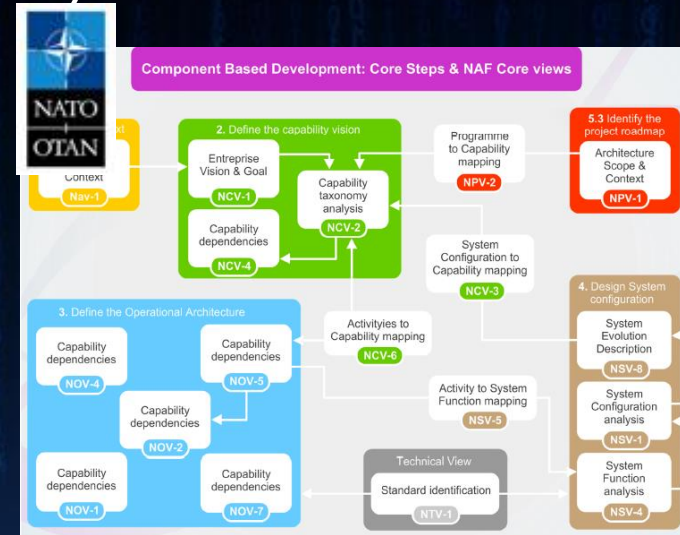 NATO
OTAN
Component Based Development: Core Steps & NAF Core views
Context
Nav-1
2. Define the capability vision
Entreprise
Vision & Goal
NCV-1
Capability
taxonomy
analysis
NCV-2
Capability
dependencies
NCV-4
Programme
to Capability
mapping
NPV-2
5.3 Identify the
project roadmap
Architecture
Scope &
Context
NPV-1
System
Configuration to
Capability mapping
NCV-3
3. Define the Operational Architecture
Capability
dependencies
NOV-4
Capability
dependencies
NOV-5
Capability
dependencies
NOV-2
Capability
dependencies
NOV-1
Capability
dependencies
NOV-7
Activityies to
Capability mapping
NCV-6
Activity to System
Function mapping
NSV-5
Technical View
Standard identification
NTV-1
4. Design System
configuration
System
Evolution
Description
NSV-8
System
Configuration
analysis
NSV-1
System
Function
analysis
NSV-4